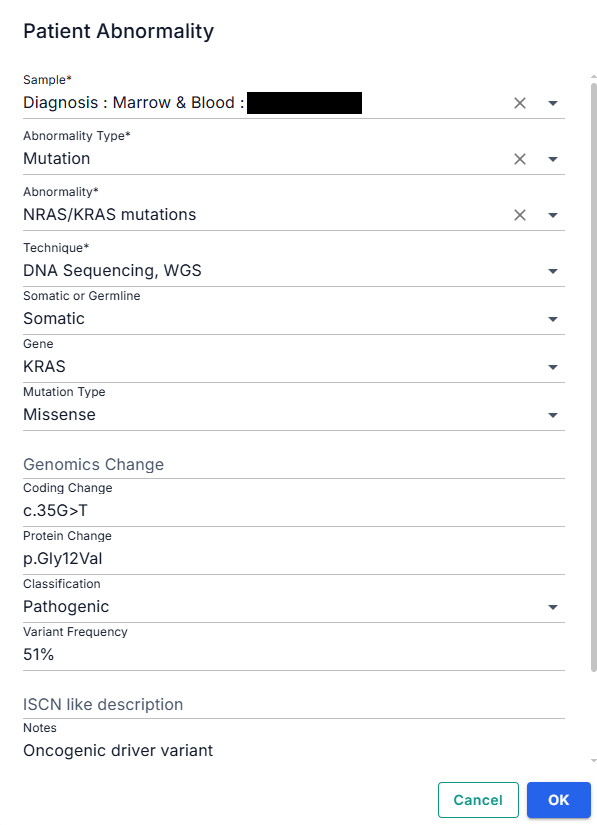 Patient Abnormality
Sample*
Diagnosis : Marrow & Blood :
Abnormality Type*
Mutation
Abnormality*
NRAS/KRAS mutations
Technique*
DNA Sequencing, WGS
Somatic or Germline
Somatic
Gene
KRAS
Mutation Type
Missense
Genomics Change
Coding Change
c.35G>T
Protein Change
p.Gly12Val
Classification
Pathogenic
Variant Frequency
51%
ISCN like description
Notes
Oncogenic driver variant
Cancel OK